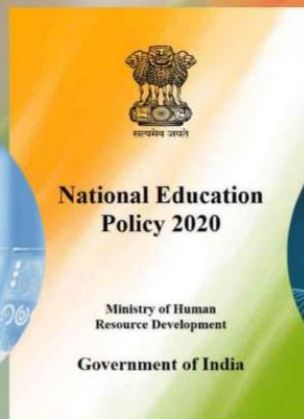 सत्यमेव जयते
National Education
Policy 2020
Ministry of Human
Resource Development
Government of India